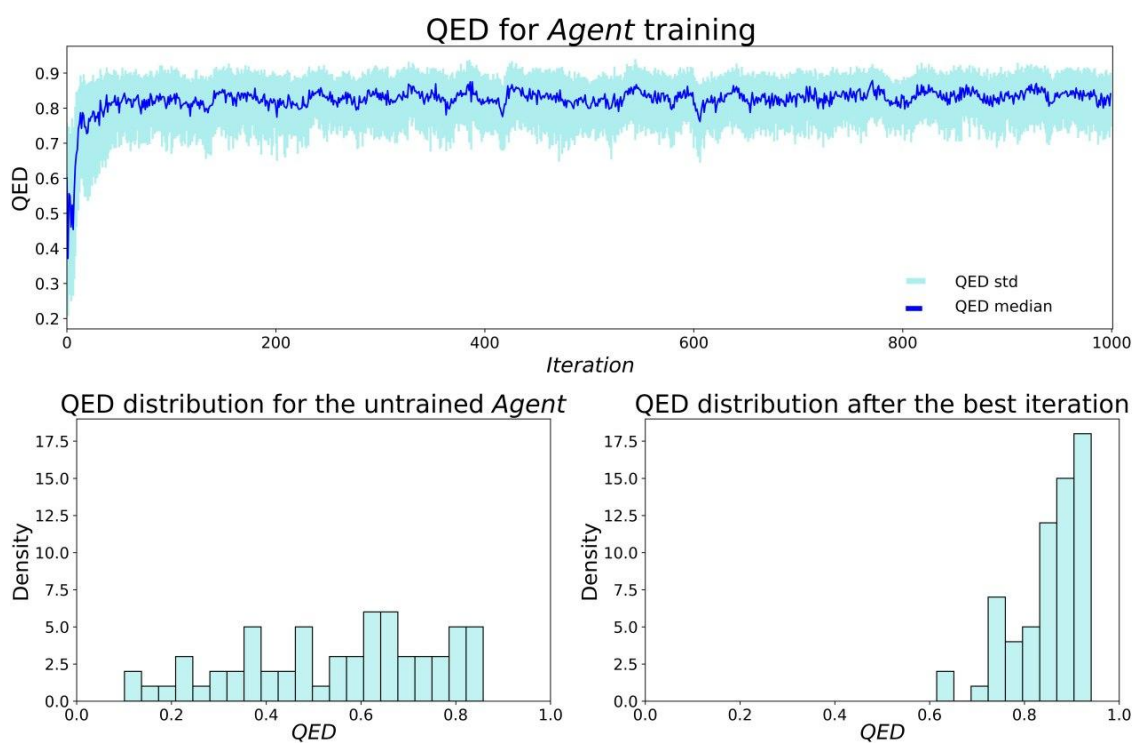 QED for Agent training
0.9
0.8
0.7
0.6
0.5
0.4
0.3
0.2
QED
QED std
QED median
0 200 400 600 800 1000
Iteration
QED distribution for the untrained Agent
17.5
15.0
12.5
10.0
7.5
5.0
2.5
0.0
Density
0.0 0.2 0.4 0.6 0.8 1.0
QED
QED distribution after the best iteration
17.5
15.0
12.5
10.0
7.5
5.0
2.5
0.0
Density
0.0 0.2 0.4 0.6 0.8 1.0
QED